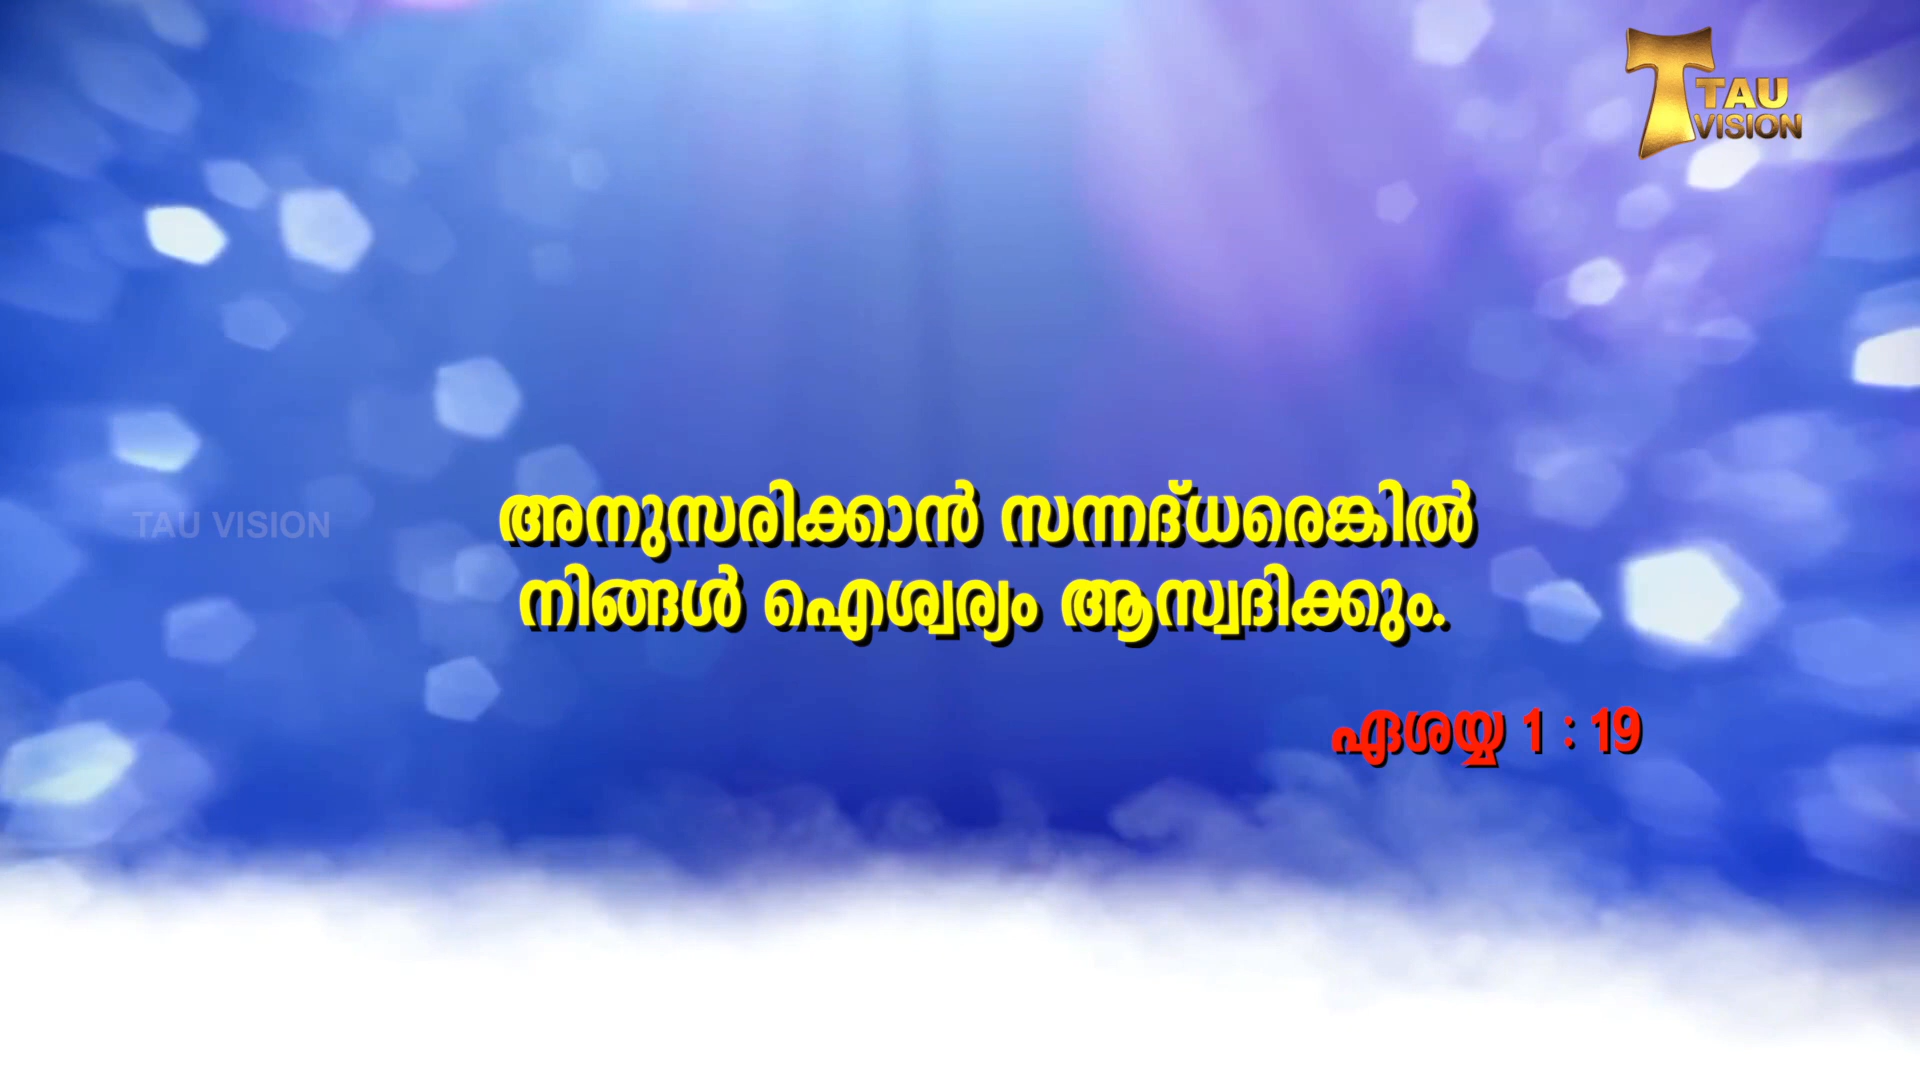 TAU
VISION
TAU VISION
അനുസരിക്കാൻ സന്നദ്ധരെങ്കിൽ
നിങ്ങൾ ഐശ്വര്യം ആസ്വദിക്കും.
ഏശയ്യ 1 : 19